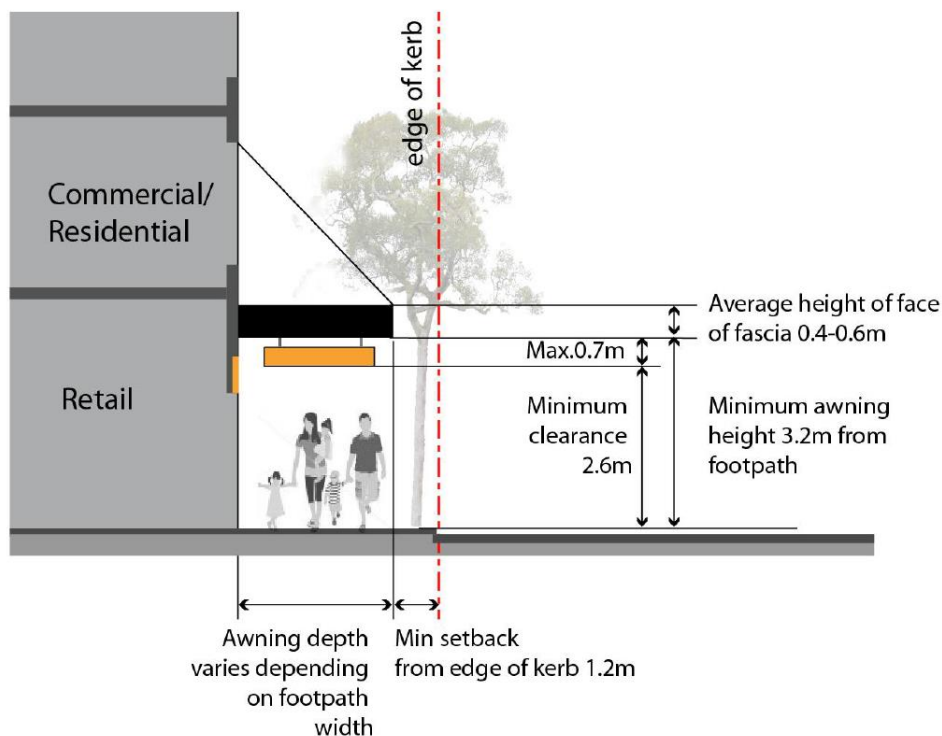 edge of kerb
Commercial/
Residential
Retail
Average height of face
of fascia 0.4-0.6m
Max.0.7m
Minimum
clearance
2.6m
Minimum awning
height 3.2m from
footpath
Awning depth
varies depending
on footpath
width
Min setback
from edge of kerb 1.2m